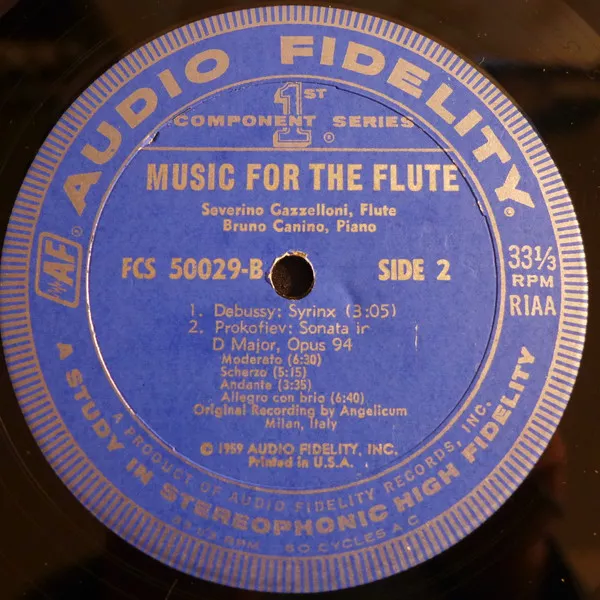 AUDIO FIDELITY®
1ST
COMPONENT SERIES
®
MUSIC FOR THE FLUTE
Severino Gazzelloni, Flute
Bruno Canino, Piano
FCS 50029-B
SIDE 2
AF
33⅓
RPM
RIAA
1. Debussy: Syrinx (3:05)
2. Prokofiev: Sonata in
D Major, Opus 94
Moderato (6:30)
Scherzo (5:15)
Andante (3:35)
Allegro con brio (6:40)
Original Recording by Angelicum
Milan, Italy
© 1959 AUDIO FIDELITY, INC.
Printed in U.S.A.
A PRODUCT OF AUDIO FIDELITY RECORDS, INC.
A STUDY IN STEREOPHONIC HIGH FIDELITY
RPM 60 CYCLES A C